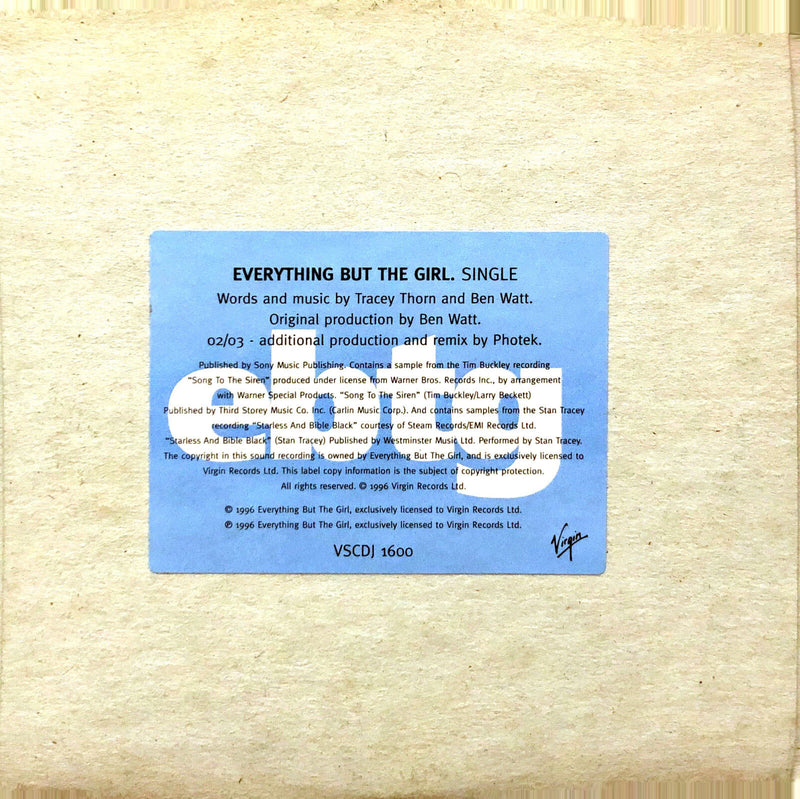 EVERYTHING BUT THE GIRL. SINGLE
Words and music by Tracey Thorn and Ben Watt.
Original production by Ben Watt.
02/03 - additional production and remix by Photek.
ebtg
Published by Sony Music Publishing. Contains a sample from the Tim Buckley recording
"Song To The Siren" produced under license from Warner Bros. Records Inc., by arrangement
with Warner Special Products. "Song To The Siren" (Tim Buckley/Larry Beckett)
Published by Third Storey Music Co. Inc. (Carlin Music Corp.). And contains samples from the Stan Tracey
recording "Starless And Bible Black" courtesy of Steam Records/EMI Records Ltd.
"Starless And Bible Black" (Stan Tracey) Published by Westminster Music Ltd. Performed by Stan Tracey.
The copyright in this sound recording is owned by Everything But The Girl, and is exclusively licensed to
Virgin Records Ltd. This label copy information is the subject of copyright protection.
All rights reserved. © 1996 Virgin Records Ltd.
© 1996 Everything But The Girl, exclusively licensed to Virgin Records Ltd.
℗ 1996 Everything But The Girl, exclusively licensed to Virgin Records Ltd.
VSCDJ 1600
Virgin